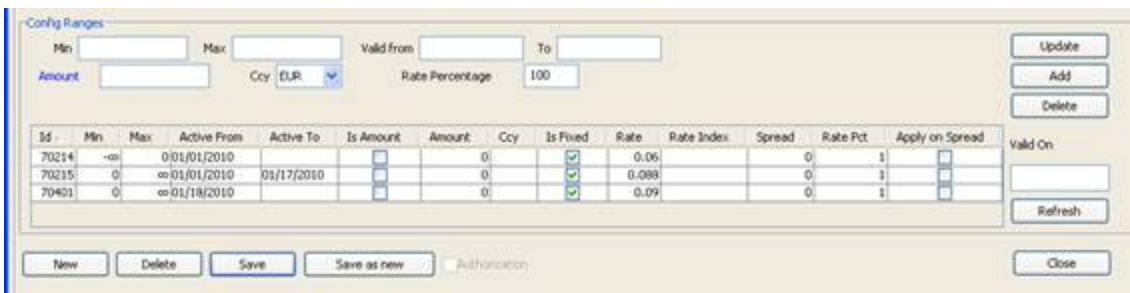 Config Ranges
Min Max Valid from To Update
Amount Ccy EUR Rate Percentage 100 Add
Delete
Id Min Max Active From Active To Is Amount Amount Ccy Is Fixed Rate Rate Index Spread Rate Pct Apply on Spread Valid On
70214 -∞ 0 01/01/2010 0 0.06 0 1
70215 0 ∞ 01/01/2010 01/17/2010 0 0.088 0 1
70401 0 ∞ 01/18/2010 0 0.09 0 1
Refresh
New Delete Save Save as new Authorization Close